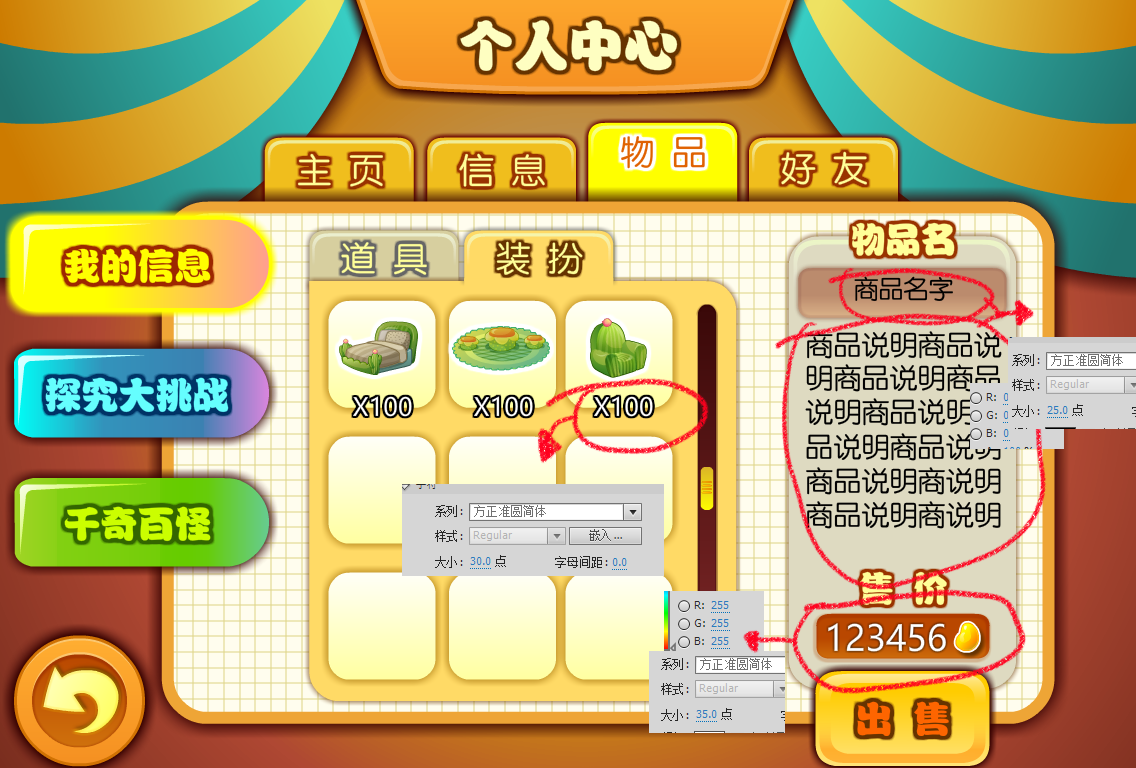 个人中心
主页
信息
物品
好友
我的信息
探究大挑战
千奇百怪
道具
装扮
X100
X100
X100
系列: 方正准圆简体
样式: Regular
嵌入...
大小: 30.0 点
字母间距: 0.0
R: 255
G: 255
B: 255
系列: 方正准圆简体
样式: Regular
大小: 35.0 点
物品名
商品名字
商品说明商品说
明商品说明商品
说明商品说明
品说明商品说
商品说明商说明
商品说明商说明
系列: 方正准圆简体
样式: Regular
大小: 25.0 点
R: 0
G: 0
B: 0
售价
123456
出售